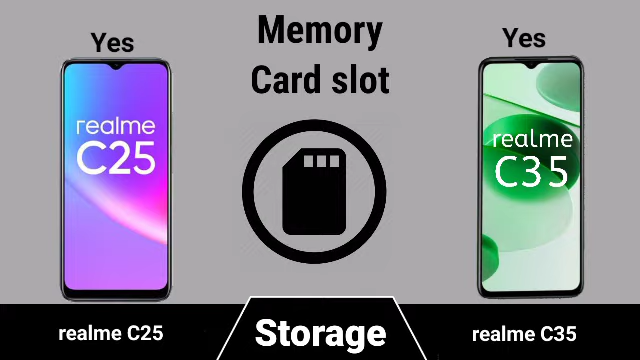 Yes
Memory
Card slot
Yes
realme
C25
realme
C35
realme C25
Storage
realme C35